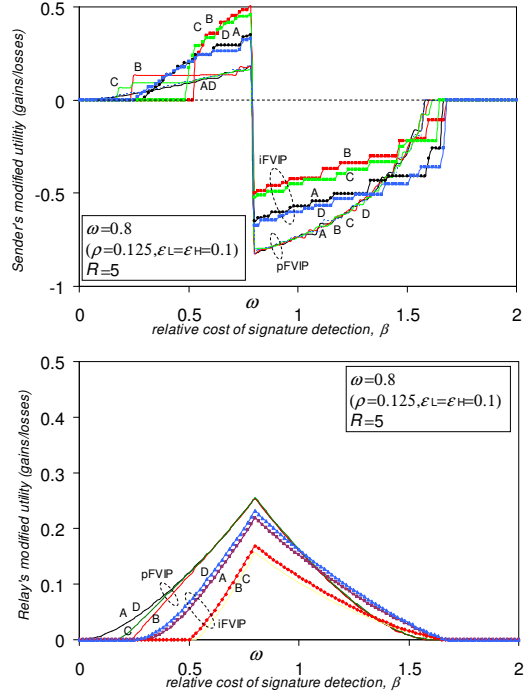 0.5
0
-0.5
-1
Sender's modified utility (gains/losses)
C B
D A
C B
AD
iFVIP
B
C
A
D
A B C D
pFVIP
ω=0.8
(ρ=0.125,εL=εH=0.1)
R=5
0 0.5 1 1.5 2
ω
relative cost of signature detection, β
0.5
0.4
0.3
0.2
0.1
0
Relay's modified utility (gains/losses)
ω=0.8
(ρ=0.125,εL=εH=0.1)
R=5
pFVIP
A D
C B
D A
B C
iFVIP
0 0.5 1 1.5 2
ω
relative cost of signature detection, β